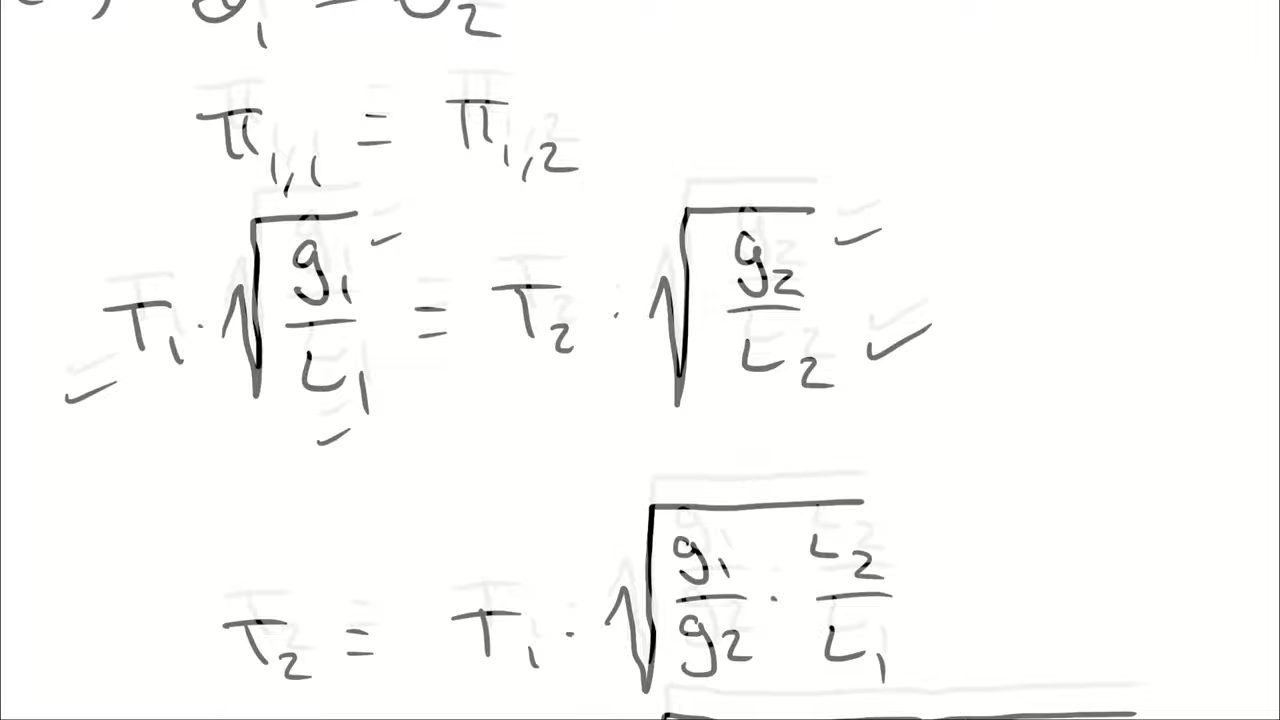 π₁,₁ = π₁,₂
T₁ · √(g₁/L₁) = T₂ · √(g₂/L₂)
T₂ = T₁ · √(g₁/g₂ · L₂/L₁)